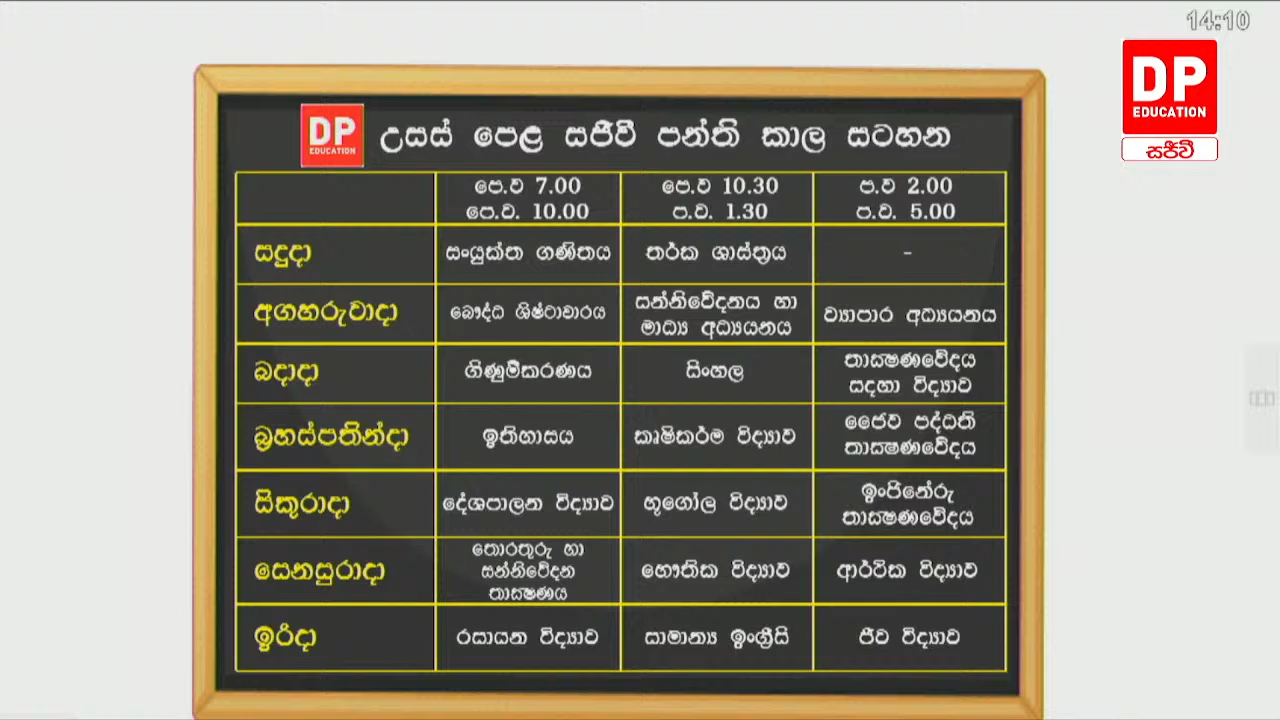 14:10
DP
EDUCATION
සජීවී
DP
EDUCATION
උසස් පෙළ සජීවී පන්ති කාල සටහන
පෙ.ව 7.00
පෙ.ව. 10.00
පෙ.ව 10.30
ප.ව. 1.30
ප.ව 2.00
ප.ව. 5.00
සඳුදා
සංයුක්ත ගණිතය
තර්ක ශාස්ත්‍රය
-
අඟහරුවාදා
බෞද්ධ ශිෂ්ටාචාරය
සන්නිවේදනය හා
මාධ්‍ය අධ්‍යයනය
ව්‍යාපාර අධ්‍යයනය
බදාදා
ගිණුම්කරණය
සිංහල
තාක්ෂණවේදය
සඳහා විද්‍යාව
බ්‍රහස්පතින්දා
ඉතිහාසය
කෘෂිකර්ම විද්‍යාව
ජෛව පද්ධති
තාක්ෂණවේදය
සිකුරාදා
දේශපාලන විද්‍යාව
භූගෝල විද්‍යාව
ඉංජිනේරු
තාක්ෂණවේදය
සෙනසුරාදා
තොරතුරු හා
සන්නිවේදන
තාක්ෂණය
භෞතික විද්‍යාව
ආර්ථික විද්‍යාව
ඉරිදා
රසායන විද්‍යාව
සාමාන්‍ය ඉංග්‍රීසි
ජීව විද්‍යාව